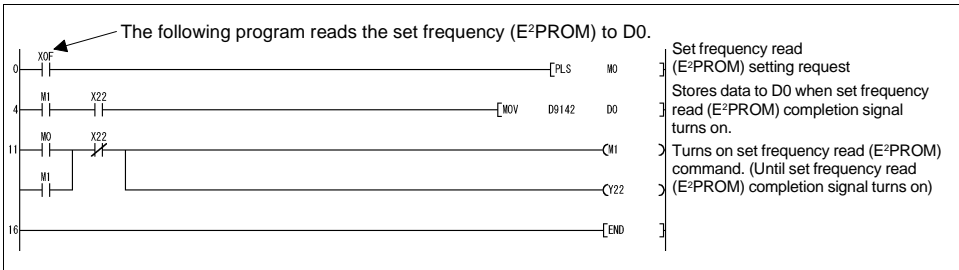 The following program reads the set frequency (E²PROM) to D0.
X0F
0
PLS M0
Set frequency read
(E²PROM) setting request
M1 X22
4
MOV D9142 D0
Stores data to D0 when set frequency
read (E²PROM) completion signal
turns on.
M0 X22
11
M1
Turns on set frequency read (E²PROM)
command. (Until set frequency read
(E²PROM) completion signal turns on)
M1
Y22
16
END